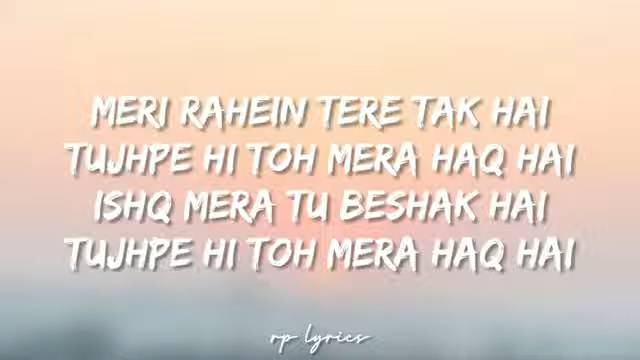 MERI RAHEIN TERE TAK HAI
TUJHPE HI TOH MERA HAQ HAI
ISHQ MERA TU BESHAK HAI
TUJHPE HI TOH MERA HAQ HAI
rp lyrics